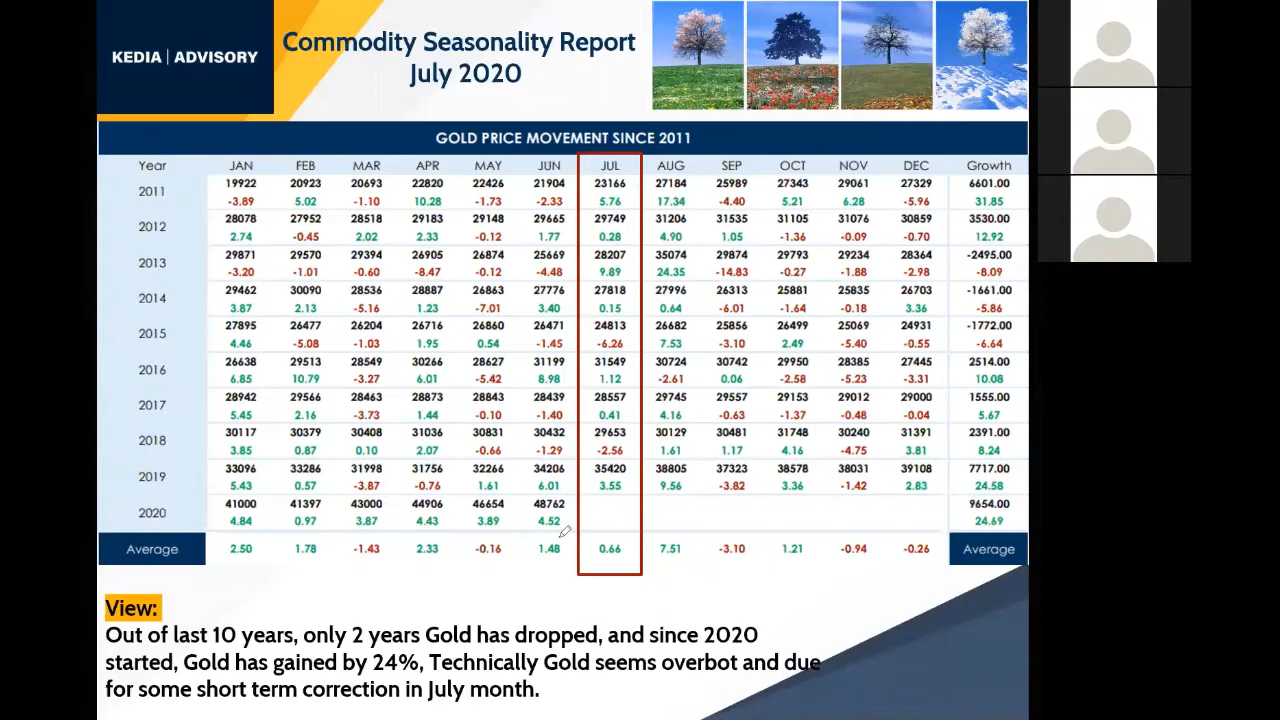 KEDIA | ADVISORY
Commodity Seasonality Report
July 2020
GOLD PRICE MOVEMENT SINCE 2011
Year JAN FEB MAR APR MAY JUN JUL AUG SEP OCT NOV DEC Growth
2011 19922 20923 20693 22820 22426 21904 23166 27184 25989 27343 29061 27329 6601.00
-3.89 5.02 -1.10 10.28 -1.73 -2.33 5.76 17.34 -4.40 5.21 6.28 -5.96 31.85
2012 28078 27952 28518 29183 29148 29665 29749 31206 31535 31105 31076 30859 3530.00
2.74 -0.45 2.02 2.33 -0.12 1.77 0.28 4.90 1.05 -1.36 -0.09 -0.70 12.92
2013 29871 29570 29394 26905 26874 25669 28207 35074 29874 29793 29234 28364 -2495.00
-3.20 -1.01 -0.60 -8.47 -0.12 -4.48 9.89 24.35 -14.83 -0.27 -1.88 -2.98 -8.09
2014 29462 30090 28536 28887 26863 27776 27818 27996 26313 25881 25835 26703 -1661.00
3.87 2.13 -5.16 1.23 -7.01 3.40 0.15 0.64 -6.01 -1.64 -0.18 3.36 -5.86
2015 27895 26477 26204 26716 26860 26471 24813 26682 25856 26499 25069 24931 -1772.00
4.46 -5.08 -1.03 1.95 0.54 -1.45 -6.26 7.53 -3.10 2.49 -5.40 -0.55 -6.64
2016 26638 29513 28549 30266 28627 31199 31549 30724 30742 29950 28385 27445 2514.00
6.85 10.79 -3.27 6.01 -5.42 8.98 1.12 -2.61 0.06 -2.58 -5.23 -3.31 10.08
2017 28942 29566 28463 28873 28843 28439 28557 29745 29557 29153 29012 29000 1555.00
5.45 2.16 -3.73 1.44 -0.10 -1.40 0.41 4.16 -0.63 -1.37 -0.48 -0.04 5.67
2018 30117 30379 30408 31036 30831 30432 29653 30129 30481 31748 30240 31391 2391.00
3.85 0.87 0.10 2.07 -0.66 -1.29 -2.56 1.61 1.17 4.16 -4.75 3.81 8.24
2019 33096 33286 31998 31756 32266 34206 35420 38805 37323 38578 38031 39108 7717.00
5.43 0.57 -3.87 -0.76 1.61 6.01 3.55 9.56 -3.82 3.36 -1.42 2.83 24.58
2020 41000 41397 43000 44906 46654 48762 9654.00
4.84 0.97 3.87 4.43 3.89 4.52 24.69
Average 2.50 1.78 -1.43 2.33 -0.16 1.48 0.66 7.51 -3.10 1.21 -0.94 -0.26 Average
View:
Out of last 10 years, only 2 years Gold has dropped, and since 2020
started, Gold has gained by 24%, Technically Gold seems overbot and due
for some short term correction in July month.